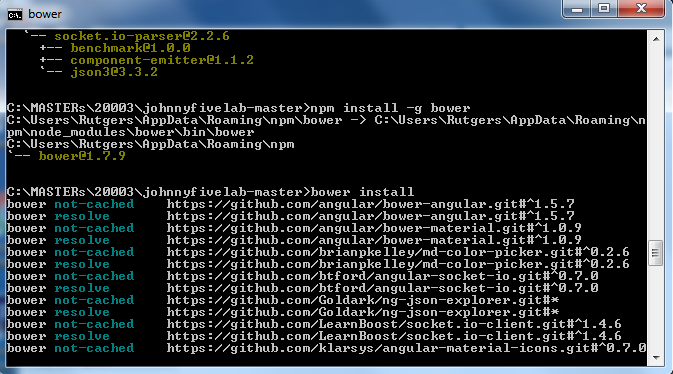 bower
`-- socket.io-parser@2.2.6
+-- benchmark@1.0.0
+-- component-emitter@1.1.2
`-- json3@3.3.2
C:\MASTERs\20003\johnnyfivelab-master>npm install -g bower
C:\Users\Rutgers\AppData\Roaming\npm\bower -> C:\Users\Rutgers\AppData\Roaming\n
pm\node_modules\bower\bin\bower
C:\Users\Rutgers\AppData\Roaming\npm
`-- bower@1.7.9
C:\MASTERs\20003\johnnyfivelab-master>bower install
bower not-cached    https://github.com/angular/bower-angular.git#^1.5.7
bower resolve       https://github.com/angular/bower-angular.git#^1.5.7
bower not-cached    https://github.com/angular/bower-material.git#^1.0.9
bower resolve       https://github.com/angular/bower-material.git#^1.0.9
bower not-cached    https://github.com/brianpkelley/md-color-picker.git#^0.2.6
bower resolve       https://github.com/brianpkelley/md-color-picker.git#^0.2.6
bower not-cached    https://github.com/btford/angular-socket-io.git#^0.7.0
bower resolve       https://github.com/btford/angular-socket-io.git#^0.7.0
bower not-cached    https://github.com/Goldark/ng-json-explorer.git#*
bower resolve       https://github.com/Goldark/ng-json-explorer.git#*
bower not-cached    https://github.com/LearnBoost/socket.io-client.git#^1.4.6
bower resolve       https://github.com/LearnBoost/socket.io-client.git#^1.4.6
bower not-cached    https://github.com/klarsys/angular-material-icons.git#^0.7.0